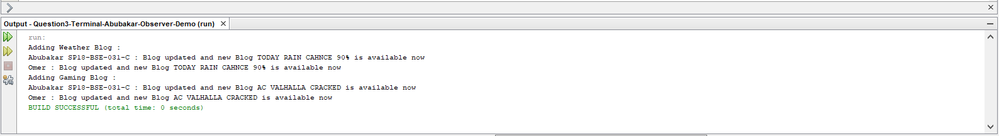 Output - Question3-Terminal-Abubakar-Observer-Demo (run)
run:
Adding Weather Blog :
Abubakar SP18-BSE-031-C : Blog updated and new Blog TODAY RAIN CAHNCE 90% is available now
Omer : Blog updated and new Blog TODAY RAIN CAHNCE 90% is available now
Adding Gaming Blog :
Abubakar SP18-BSE-031-C : Blog updated and new Blog AC VALHALLA CRACKED is available now
Omer : Blog updated and new Blog AC VALHALLA CRACKED is available now
BUILD SUCCESSFUL (total time: 0 seconds)